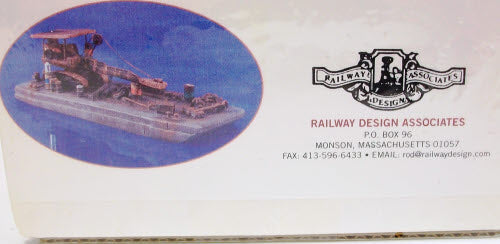 RAILWAY ASSOCIATES
DESIGN
RAILWAY DESIGN ASSOCIATES
P.O. BOX 96
MONSON, MASSACHUSETTS 01057
FAX: 413-596-6433 • EMAIL: rod@railwaydesign.com